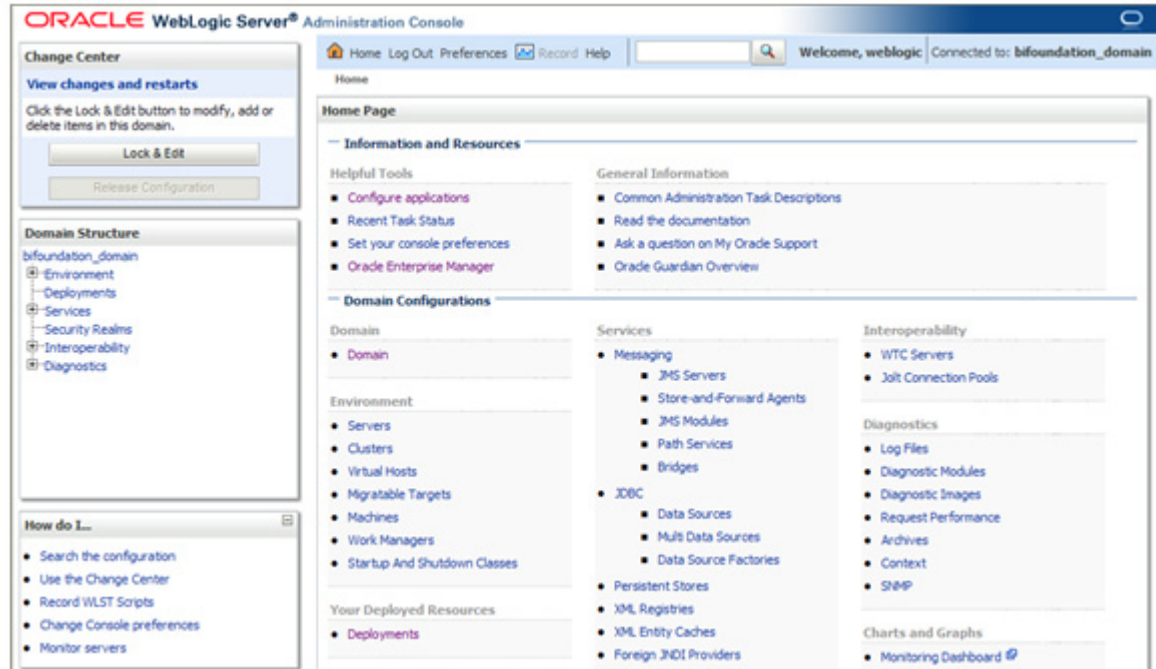 ORACLE WebLogic Server® Administration Console
Change Center
View changes and restarts
Click the Lock & Edit button to modify, add or
delete items in this domain.
Lock & Edit
Release Configuration
Domain Structure
bifoundation_domain
Environment
Deployments
Services
Security Realms
Interoperability
Diagnostics
How do I...
Search the configuration
Use the Change Center
Record WLST Scripts
Change Console preferences
Monitor servers
Home Log Out Preferences Record Help
Welcome, weblogic Connected to: bifoundation_domain
Home
Home Page
Information and Resources
Helpful Tools
Configure applications
Recent Task Status
Set your console preferences
Oracle Enterprise Manager
General Information
Common Administration Task Descriptions
Read the documentation
Ask a question on My Oracle Support
Oracle Guardian Overview
Domain Configurations
Domain
Domain
Environment
Servers
Clusters
Virtual Hosts
Migratable Targets
Machines
Work Managers
Startup And Shutdown Classes
Your Deployed Resources
Deployments
Services
Messaging
JMS Servers
Store-and-Forward Agents
JMS Modules
Path Services
Bridges
JDBC
Data Sources
Multi Data Sources
Data Source Factories
Persistent Stores
XML Registries
XML Entity Caches
Foreign JNDI Providers
Interoperability
WTC Servers
Jolt Connection Pools
Diagnostics
Log Files
Diagnostic Modules
Diagnostic Images
Request Performance
Archives
Context
SNMP
Charts and Graphs
Monitoring Dashboard